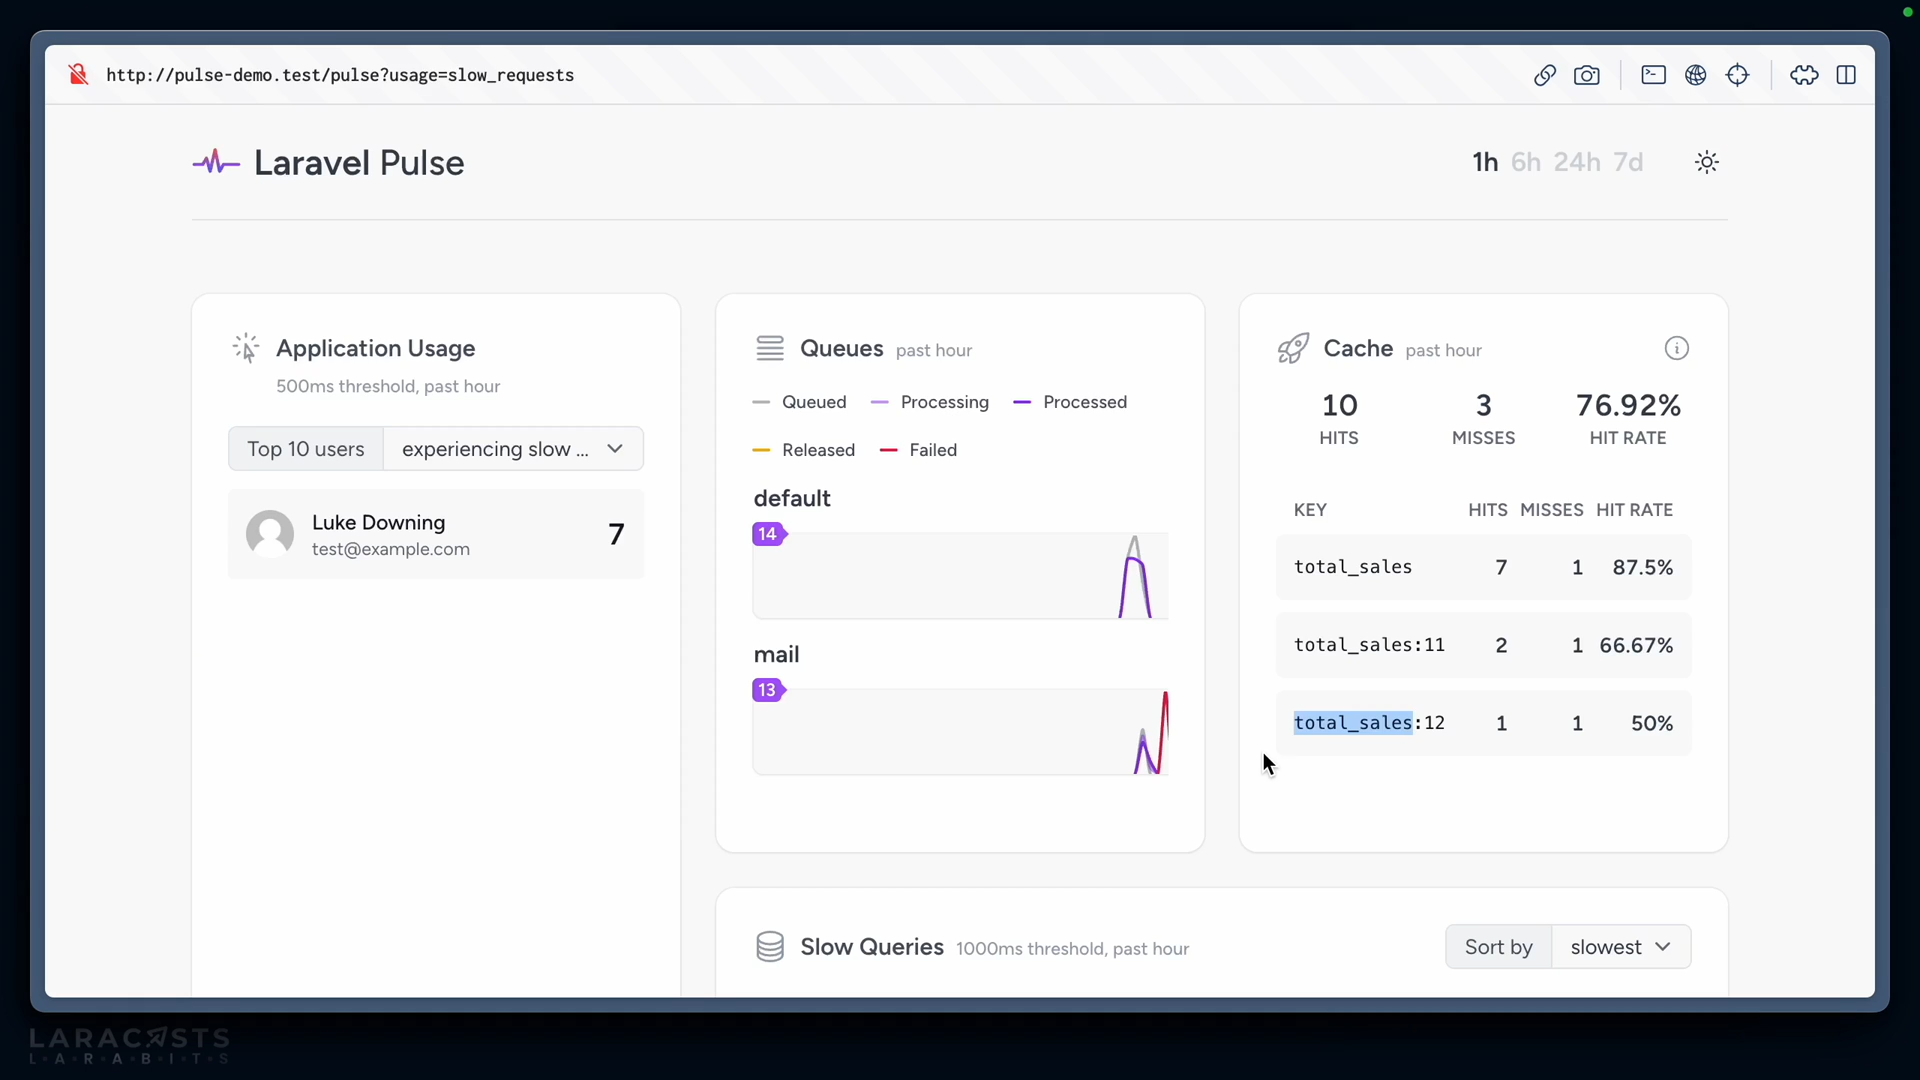 http://pulse-demo.test/pulse?usage=slow_requests
Laravel Pulse
1h 6h 24h 7d
Application Usage
500ms threshold, past hour
Top 10 users
experiencing slow ...
Luke Downing
test@example.com
7
Queues past hour
Queued Processing Processed
Released Failed
default
14
mail
13
Cache past hour
10 3 76.92%
HITS MISSES HIT RATE
KEY HITS MISSES HIT RATE
total_sales 7 1 87.5%
total_sales:11 2 1 66.67%
total_sales:12 1 1 50%
Slow Queries 1000ms threshold, past hour
Sort by slowest
LARACASTS
LARABITS